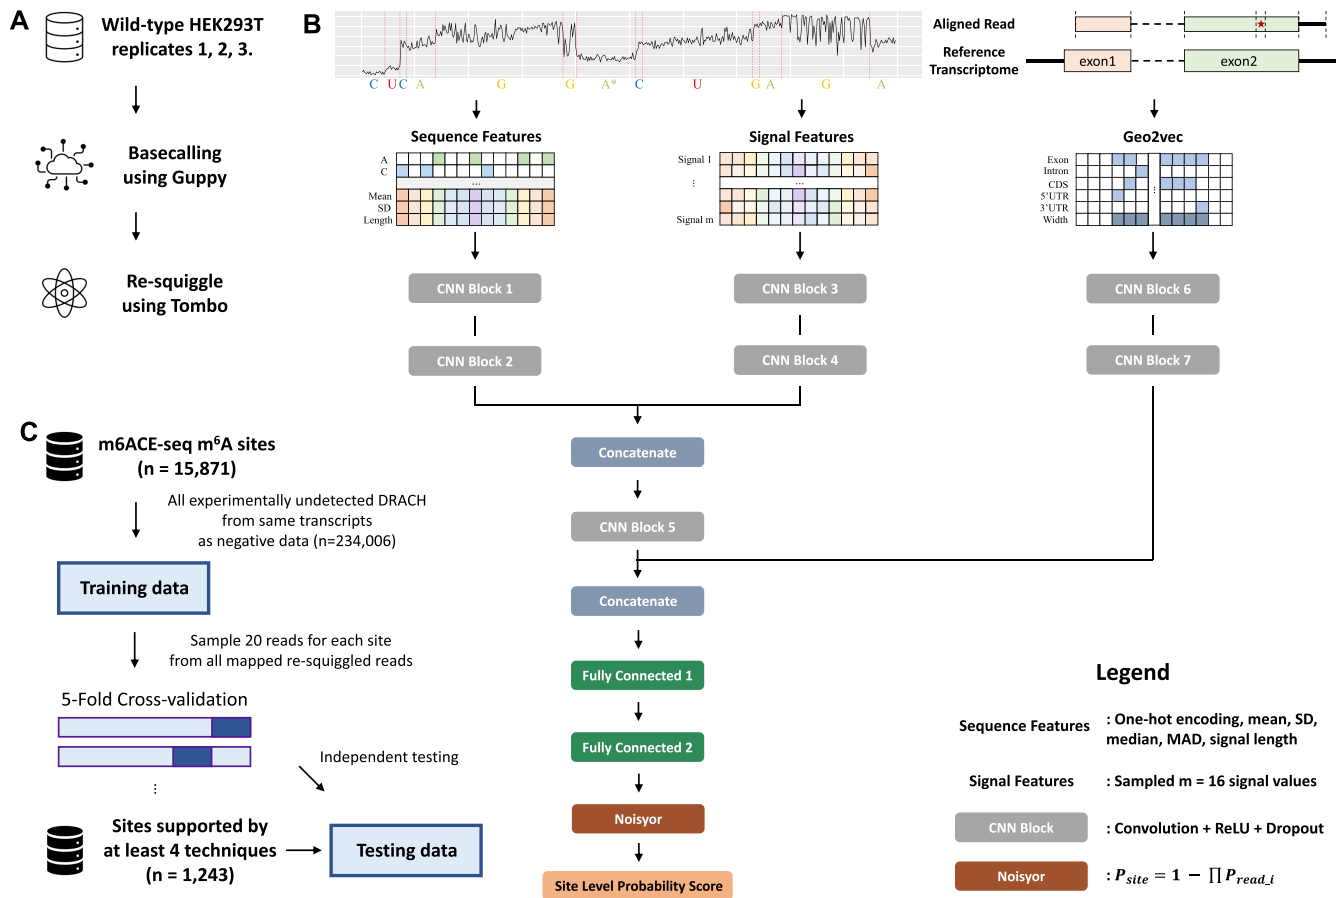 A
Wild-type HEK293T
replicates 1, 2, 3.
Basecalling
using Guppy
Re-squiggle
using Tombo
B
C U C A G G A* C U G A G A
Aligned Read
Reference
Transcriptome
exon1
exon2
Sequence Features
A
C
...
Mean
SD
Length
Signal Features
Signal 1
⋮
...
Signal m
Geo2vec
Exon
Intron
CDS
5'UTR
3'UTR
Width
⋮
CNN Block 1
CNN Block 3
CNN Block 6
CNN Block 2
CNN Block 4
CNN Block 7
Concatenate
CNN Block 5
Concatenate
Fully Connected 1
Fully Connected 2
Noisyor
Site Level Probability Score
C
m6ACE-seq m⁶A sites
(n = 15,871)
All experimentally undetected DRACH
from same transcripts
as negative data (n=234,006)
Training data
Sample 20 reads for each site
from all mapped re-squiggled reads
5-Fold Cross-validation
⋮
Independent testing
Sites supported by
at least 4 techniques
(n = 1,243)
Testing data
Legend
Sequence Features : One-hot encoding, mean, SD,
median, MAD, signal length
Signal Features : Sampled m = 16 signal values
CNN Block : Convolution + ReLU + Dropout
Noisyor : P_site = 1 − ∏ P_read_i